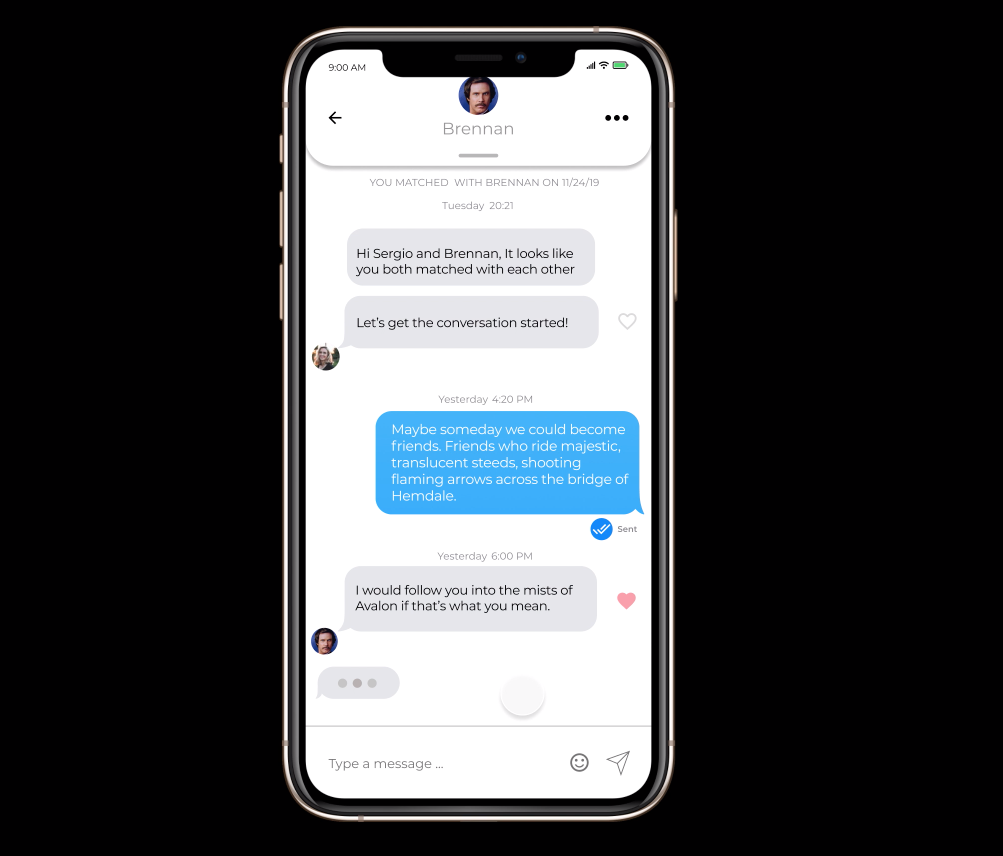 9:00 AM
Brennan
YOU MATCHED WITH BRENNAN ON 11/24/19
Tuesday 20:21
Hi Sergio and Brennan, It looks like
you both matched with each other
Let's get the conversation started!
Yesterday 4:20 PM
Maybe someday we could become
friends. Friends who ride majestic,
translucent steeds, shooting
flaming arrows across the bridge of
Hemdale.
Sent
Yesterday 6:00 PM
I would follow you into the mists of
Avalon if that's what you mean.
Type a message ...